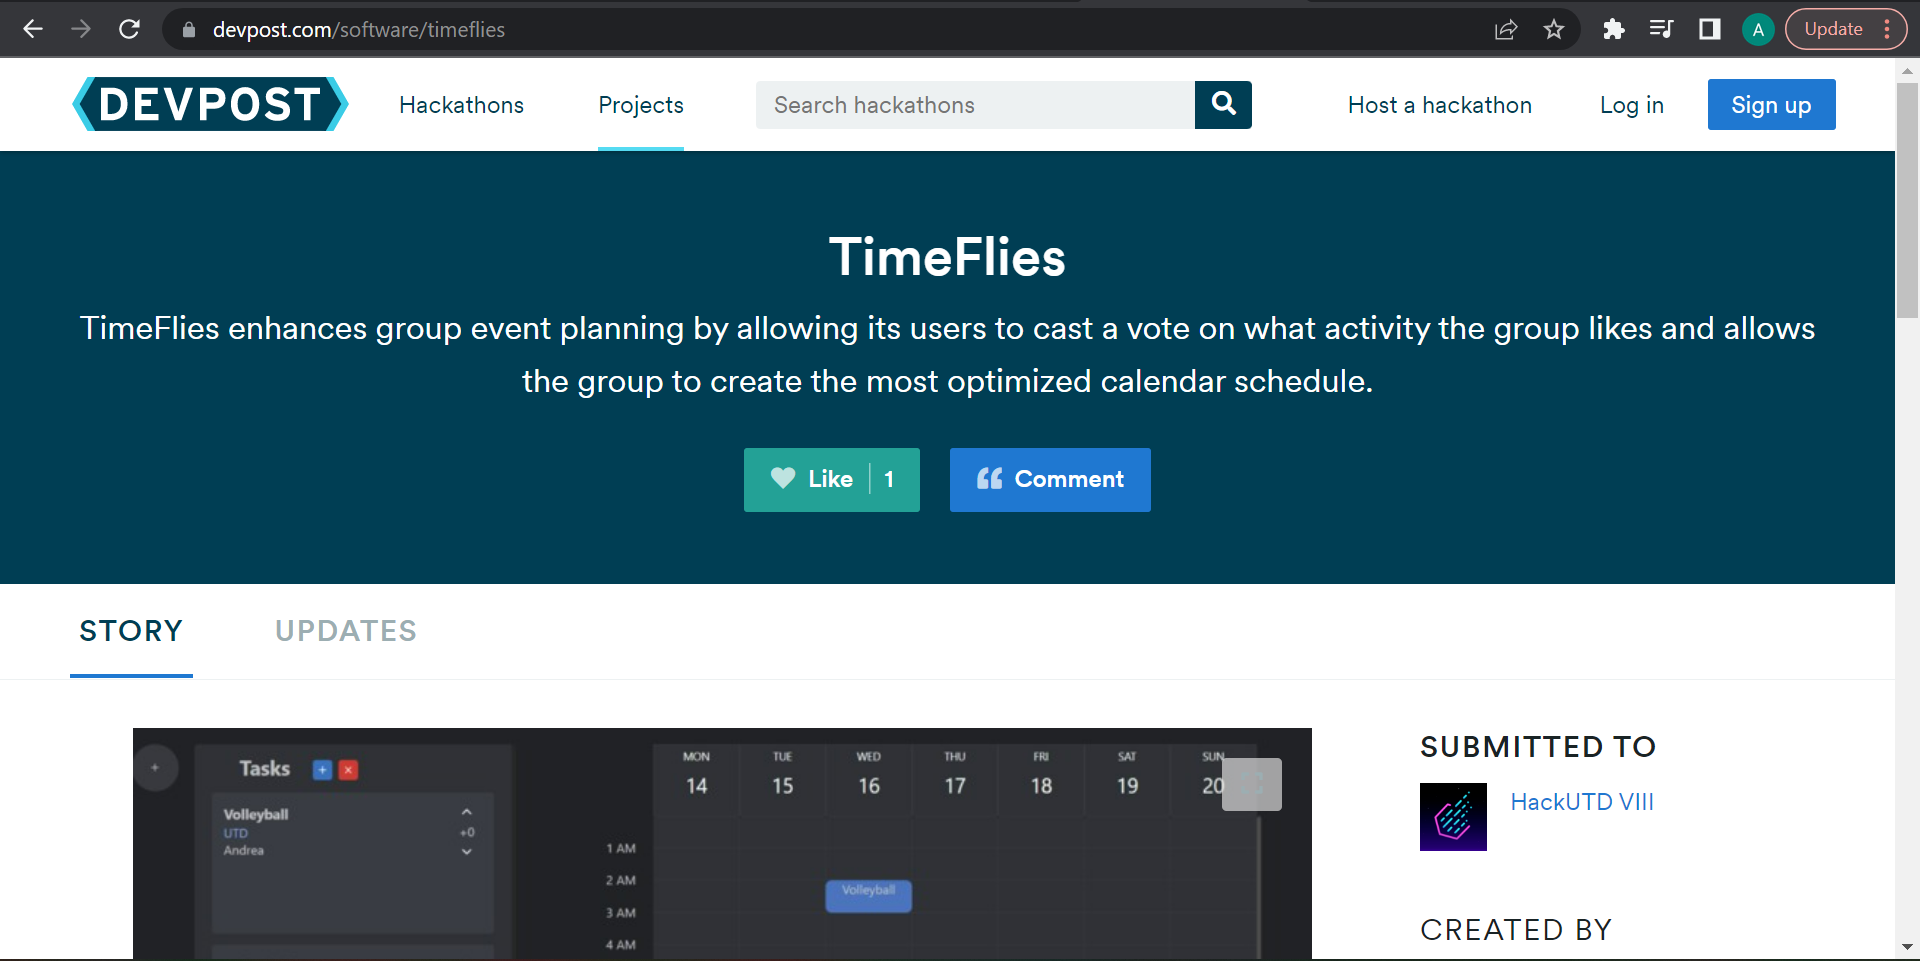 devpost.com/software/timeflies
A
Update
DEVPOST
Hackathons
Projects
Search hackathons
Host a hackathon
Log in
Sign up
TimeFlies
TimeFlies enhances group event planning by allowing its users to cast a vote on what activity the group likes and allows
the group to create the most optimized calendar schedule.
Like 1
Comment
STORY
UPDATES
Tasks
Volleyball
UTD
+0
Andrea
MON TUE WED THU FRI SAT SUN
14 15 16 17 18 19 20
1 AM
2 AM
Volleyball
3 AM
4 AM
SUBMITTED TO
HackUTD VIII
CREATED BY